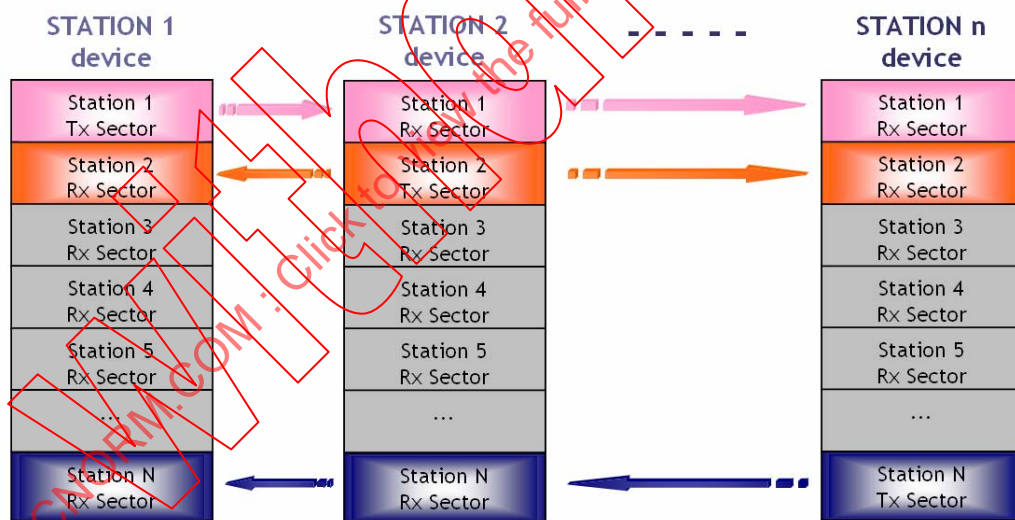 STATION 1
device
STATION 2
device
- - - - -
STATION n
device
Station 1
Tx Sector
Station 1
Rx Sector
Station 1
Rx Sector
Station 2
Rx Sector
Station 2
Tx Sector
Station 2
Rx Sector
Station 3
Rx Sector
Station 3
Rx Sector
Station 3
Rx Sector
Station 4
Rx Sector
Station 4
Rx Sector
Station 4
Rx Sector
Station 5
Rx Sector
Station 5
Rx Sector
Station 5
Rx Sector
...
...
...
Station N
Rx Sector
Station N
Rx Sector
Station N
Tx Sector
CNORM.COM : Click to view the full